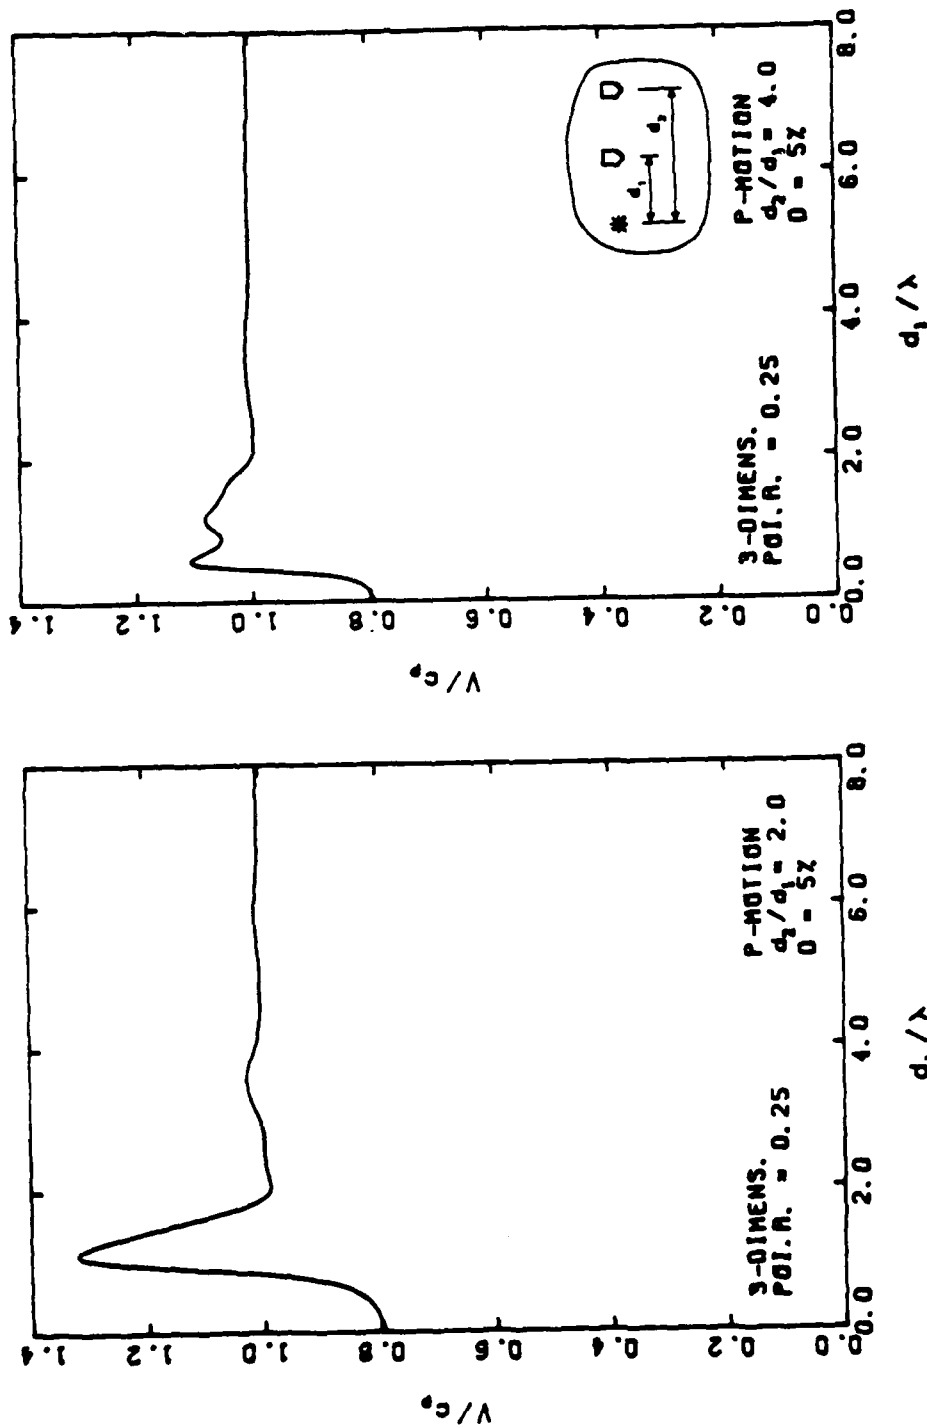 1.4
1.2
1.0
0.8
0.6
0.4
0.2
0.0
V/cₚ
0.0
2.0
4.0
6.0
8.0
3-DIMENS.
POI.R. = 0.25
P-MOTION
d₂/d₁ = 2.0
D = 5%
1.4
1.2
1.0
0.8
0.6
0.4
0.2
0.0
V/cₚ
0.0
2.0
4.0
6.0
8.0
d₁/λ
3-DIMENS.
POI.R. = 0.25
P-MOTION
d₂/d₁ = 4.0
D = 5%
d₁
d₂